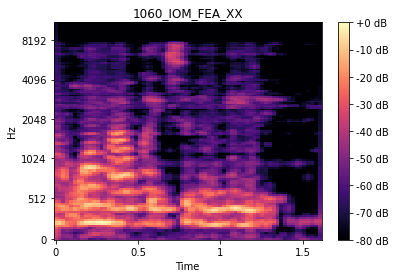 1060_IOM_FEA_XX
8192
4096
2048
1024
512
0
Hz
0
0.5
1
1.5
Time
+0 dB
-10 dB
-20 dB
-30 dB
-40 dB
-50 dB
-60 dB
-70 dB
-80 dB